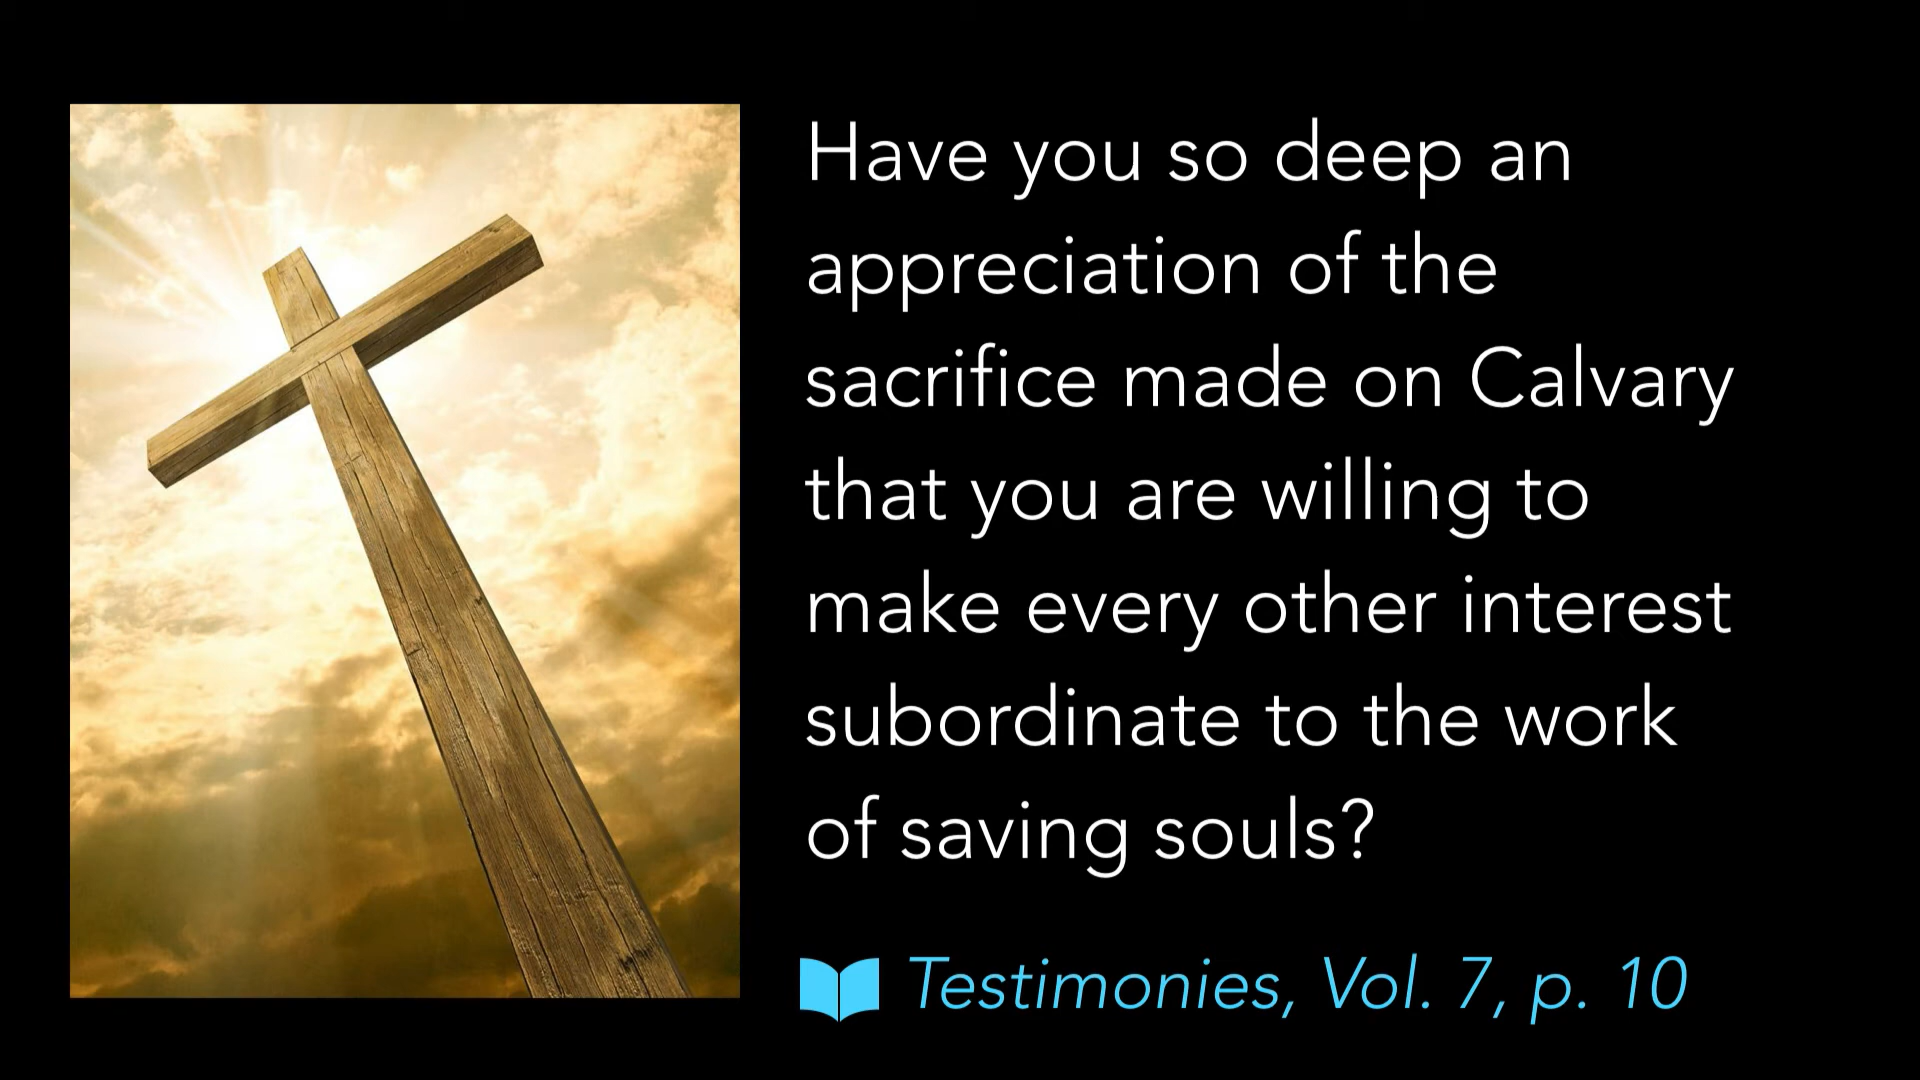 Have you so deep an
appreciation of the
sacrifice made on Calvary
that you are willing to
make every other interest
subordinate to the work
of saving souls?
Testimonies, Vol. 7, p. 10